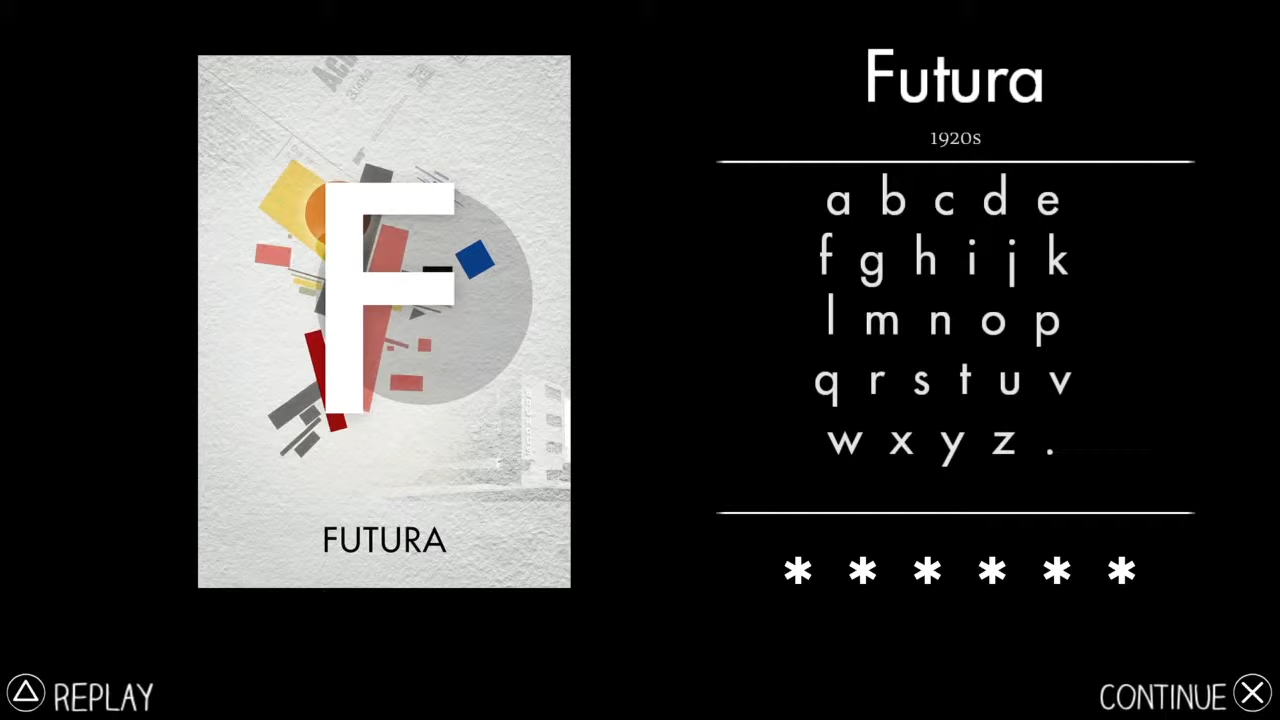 Futura
1920s
a b c d e
f g h i j k
l m n o p
q r s t u v
w x y z .
* * * * * *
F
FUTURA
REPLAY
CONTINUE